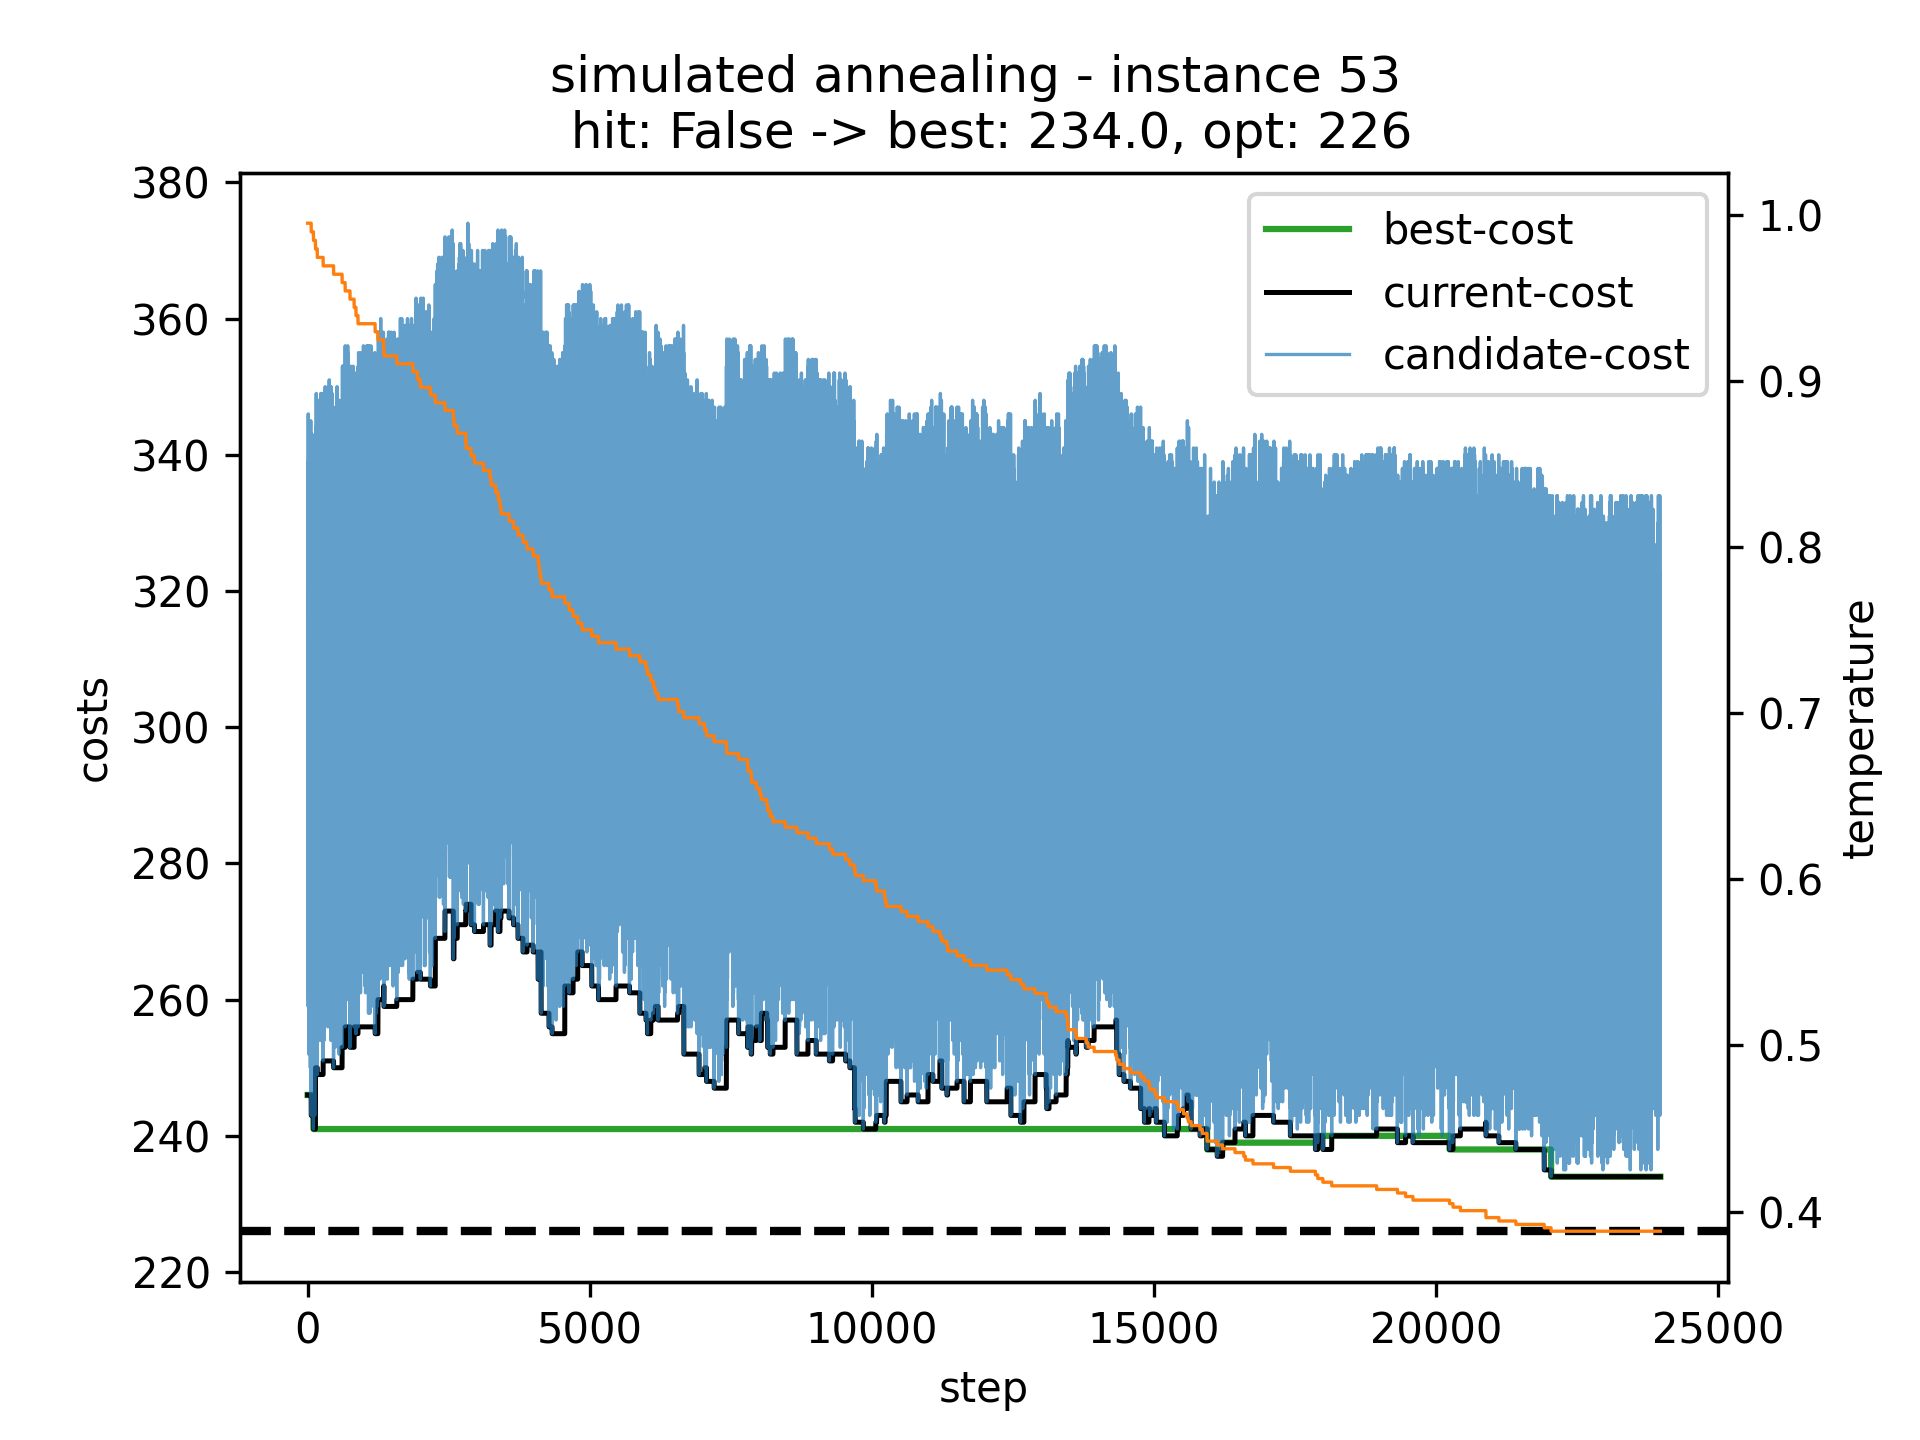 simulated annealing - instance 53
hit: False -> best: 234.0, opt: 226
best-cost
current-cost
candidate-cost
costs
380
360
340
320
300
280
260
240
220
1.0
0.9
0.8
0.7
0.6
0.5
0.4
temperature
0
5000
10000
15000
20000
25000
step